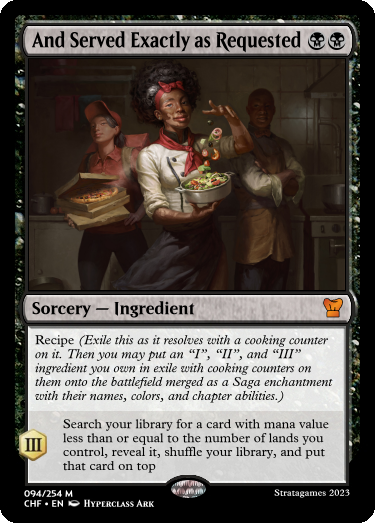 And Served Exactly as Requested
Sorcery — Ingredient
Recipe (Exile this as it resolves with a cooking counter
on it. Then you may put an “I”, “II”, and “III”
ingredient you own in exile with cooking counters on
them onto the battlefield merged as a Saga enchantment
with their names, colors, and chapter abilities.)
III
Search your library for a card with mana value
less than or equal to the number of lands you
control, reveal it, shuffle your library, and put
that card on top
094/254 M
Stratagames 2023
CHF • EN Hyperclass Ark